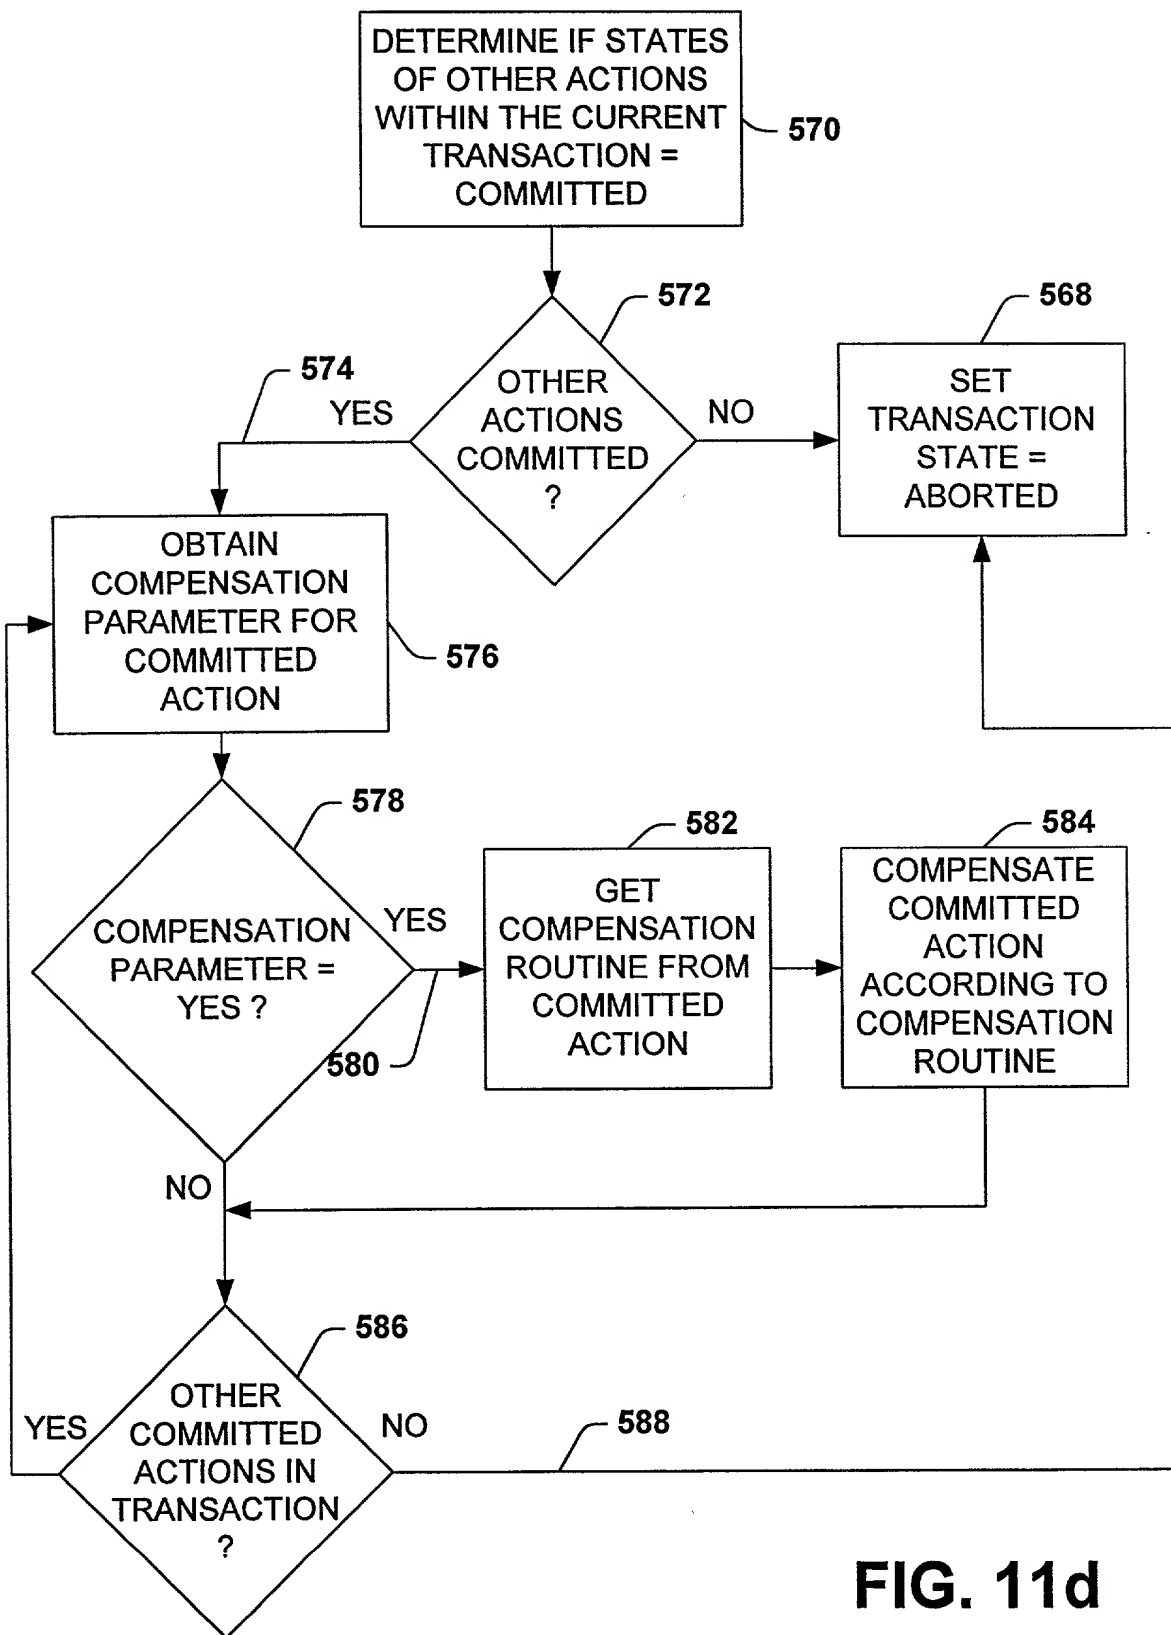 DETERMINE IF STATES
OF OTHER ACTIONS
WITHIN THE CURRENT
TRANSACTION =
COMMITTED
570
572
568
574
YES
OTHER
ACTIONS
COMMITTED
?
NO
SET
TRANSACTION
STATE =
ABORTED
OBTAIN
COMPENSATION
PARAMETER FOR
COMMITTED
ACTION
576
578
COMPENSATION
PARAMETER =
YES ?
YES
580
582
GET
COMPENSATION
ROUTINE FROM
COMMITTED
ACTION
584
COMPENSATE
COMMITTED
ACTION
ACCORDING TO
COMPENSATION
ROUTINE
NO
586
YES
OTHER
COMMITTED
ACTIONS IN
TRANSACTION
?
NO
588
FIG. 11d